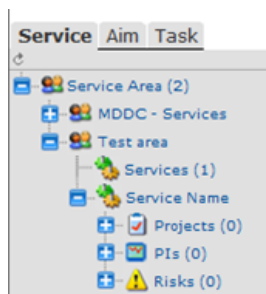 Service Aim Task
Service Area (2)
MDDC - Services
Test area
Services (1)
Service Name
Projects (0)
PIs (0)
Risks (0)